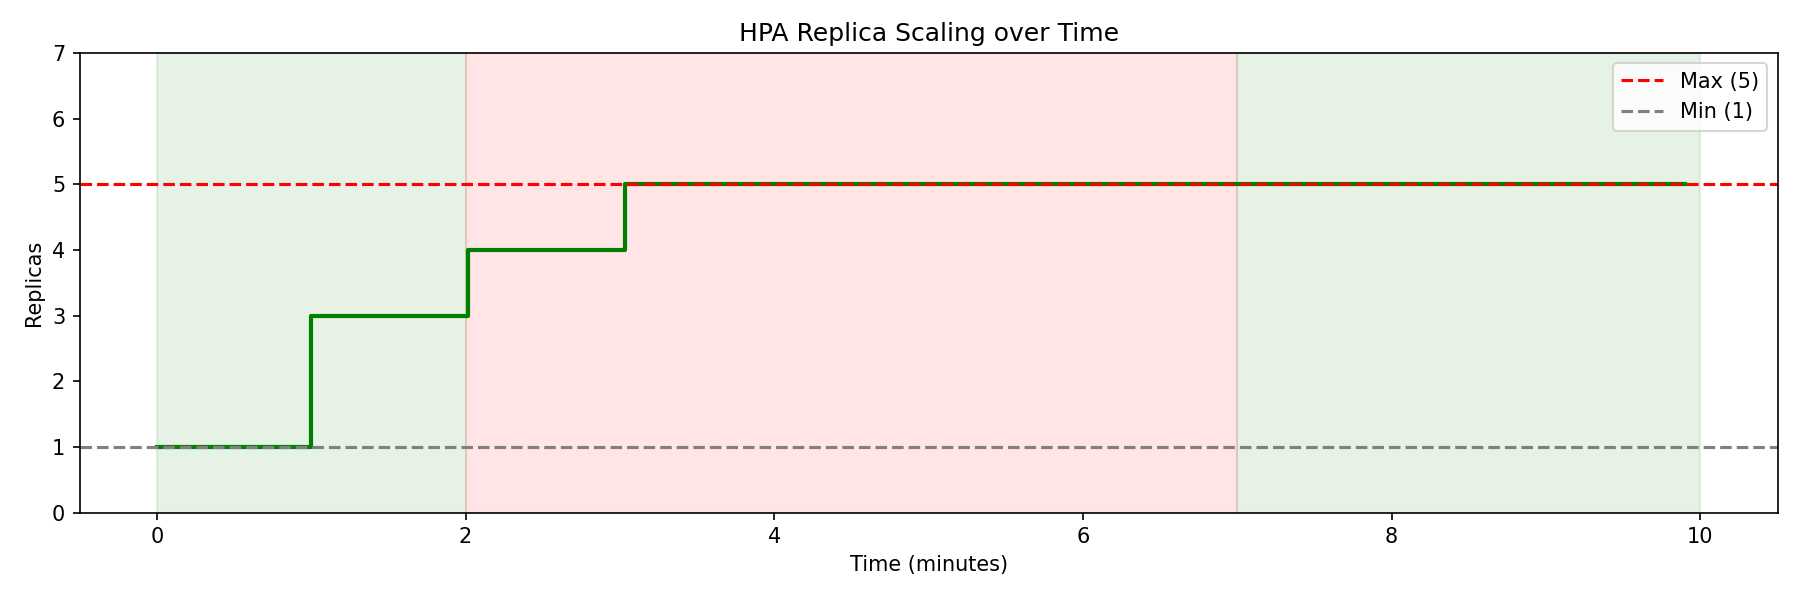 HPA Replica Scaling over Time
Max (5)
Min (1)
Replicas
7
6
5
4
3
2
1
0
0 2 4 6 8 10
Time (minutes)